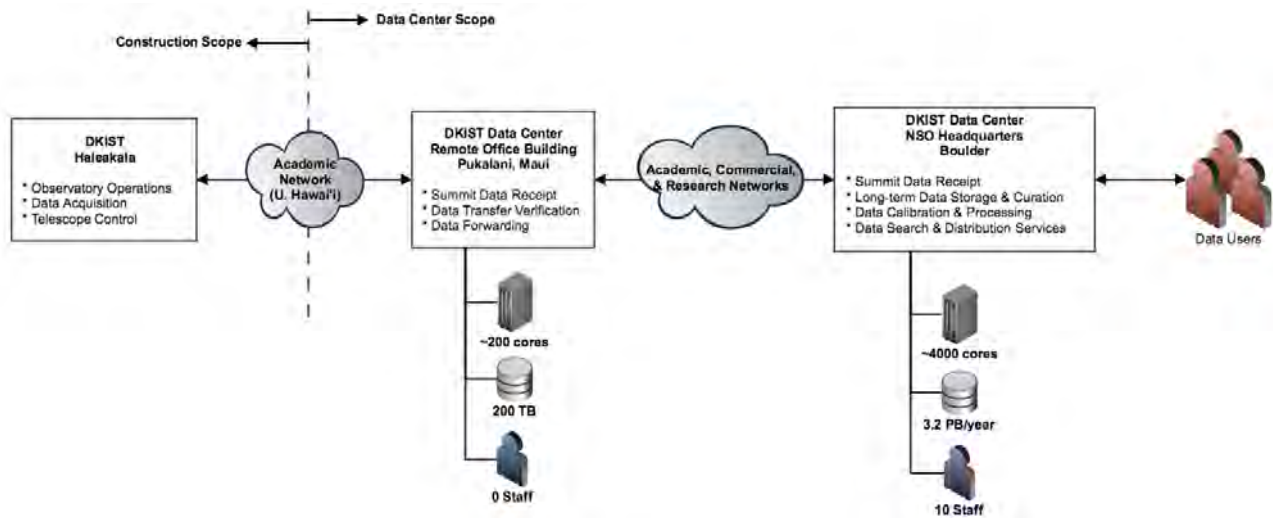 Data Center Scope
Construction Scope
DKIST
Haleakala
* Observatory Operations
* Data Acquisition
* Telescope Control
Academic
Network
(U. Hawai'i)
DKIST Data Center
Remote Office Building
Pukalani, Maui
* Summit Data Receipt
* Data Transfer Verification
* Data Forwarding
~200 cores
200 TB
0 Staff
Academic, Commercial,
& Research Networks
DKIST Data Center
NSO Headquarters
Boulder
* Summit Data Receipt
* Long-term Data Storage & Curation
* Data Calibration & Processing
* Data Search & Distribution Services
~4000 cores
3.2 PB/year
10 Staff
Data Users